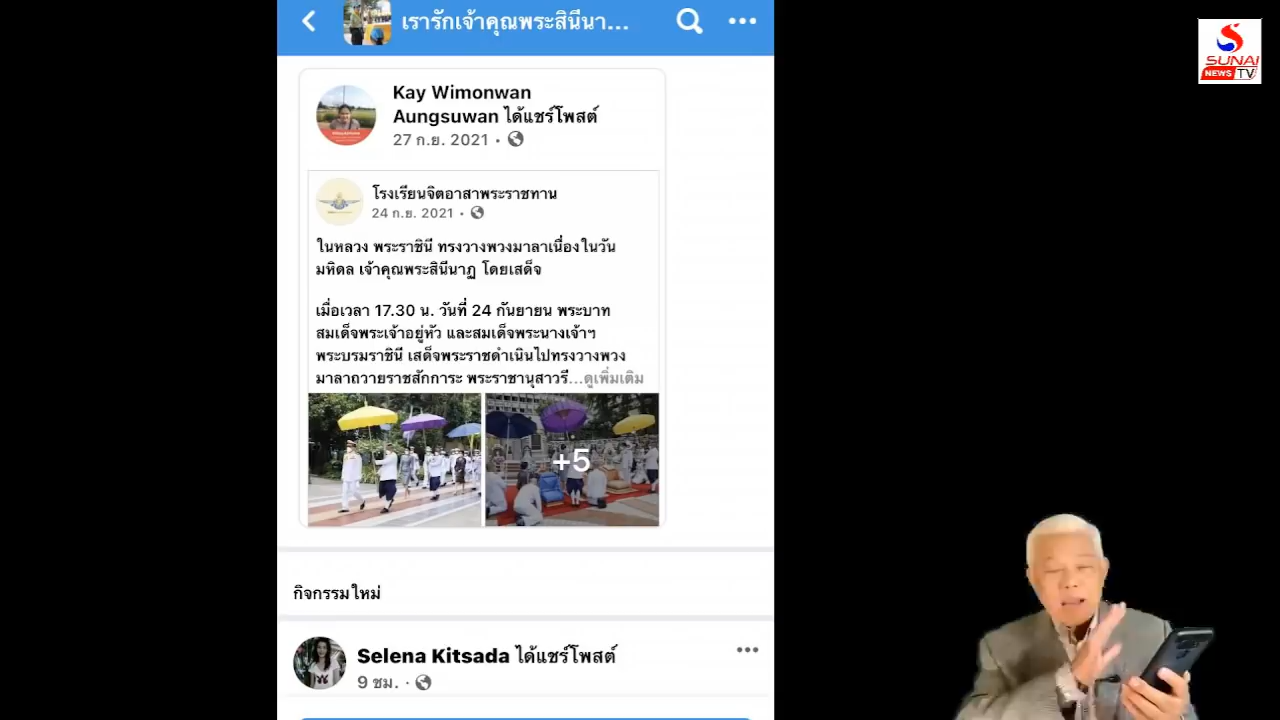 เรารักเจ้าคุณพระสินีนา...
SUNAI
NEWS TV
Kay Wimonwan
Aungsuwan ได้แชร์โพสต์
27 ก.ย. 2021
โรงเรียนจิตอาสาพระราชทาน
24 ก.ย. 2021
ในหลวง พระราชินี ทรงวางพวงมาลาเนื่องในวัน
มหิดล เจ้าคุณพระสินีนาฏ โดยเสด็จ
เมื่อเวลา 17.30 น. วันที่ 24 กันยายน พระบาท
สมเด็จพระเจ้าอยู่หัว และสมเด็จพระนางเจ้าฯ
พระบรมราชินี เสด็จพระราชดำเนินไปทรงวางพวง
มาลาถวายราชสักการะ พระราชานุสาวรี...ดูเพิ่มเติม
+5
กิจกรรมใหม่
Selena Kitsada ได้แชร์โพสต์
9 ชม.